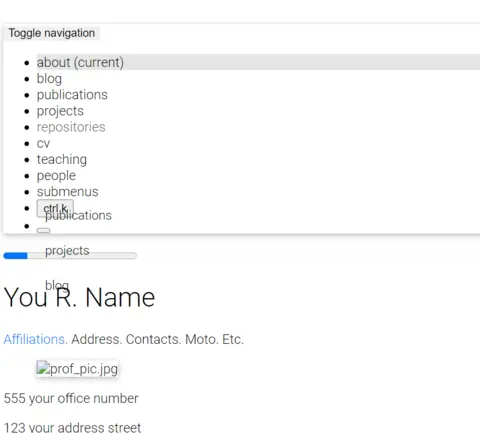 Toggle navigation
about (current)
blog
publications
projects
repositories
cv
teaching
people
submenus
ctrl k
publications
projects
blog
You R. Name
Affiliations. Address. Contacts. Moto. Etc.
prof_pic.jpg
555 your office number
123 your address street